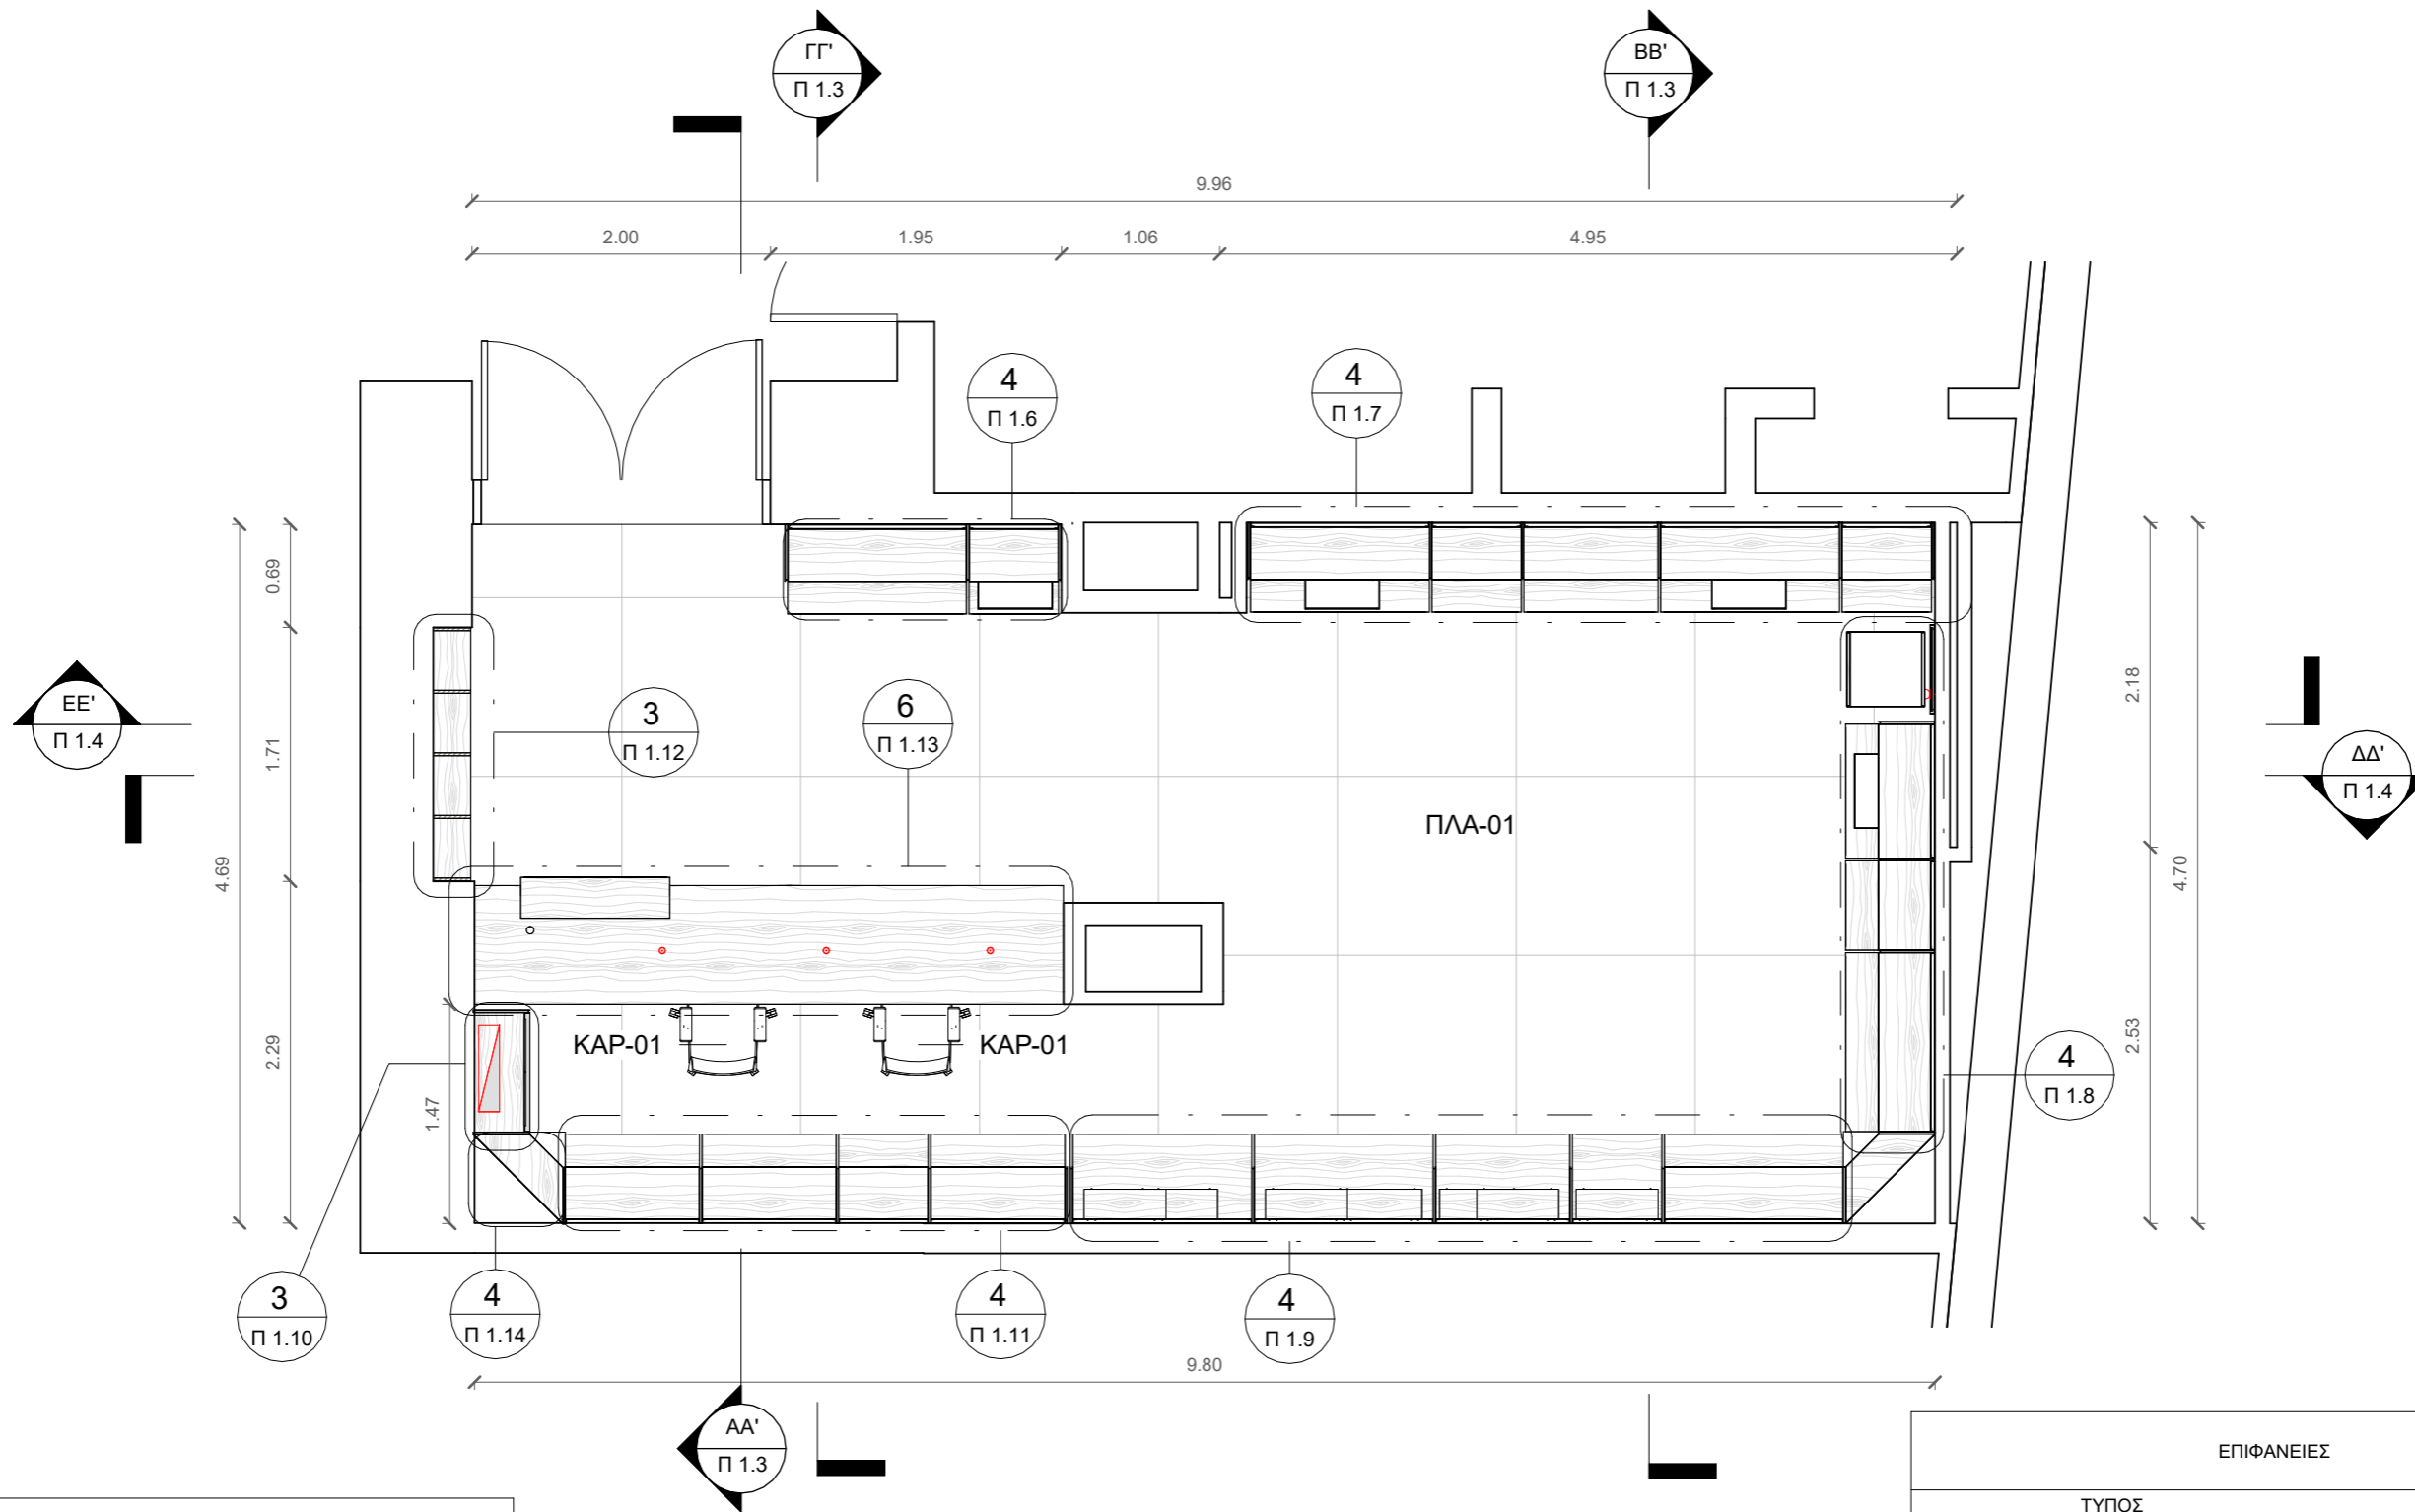 ΓΓ'
Π 1.3
ΒΒ'
Π 1.3
9.96
2.00
1.95
1.06
4.95
4
Π 1.6
4
Π 1.7
0.69
1.71
2.29
4.69
1.47
2.18
2.53
4.70
ΕΕ'
Π 1.4
3
Π 1.12
6
Π 1.13
ΔΔ'
Π 1.4
ΠΛΑ-01
ΚΑΡ-01
ΚΑΡ-01
4
Π 1.8
3
Π 1.10
4
Π 1.14
4
Π 1.11
4
Π 1.9
9.80
ΑΑ'
Π 1.3
ΕΠΙΦΑΝΕΙΕΣ
ΤΥΠΟΣ